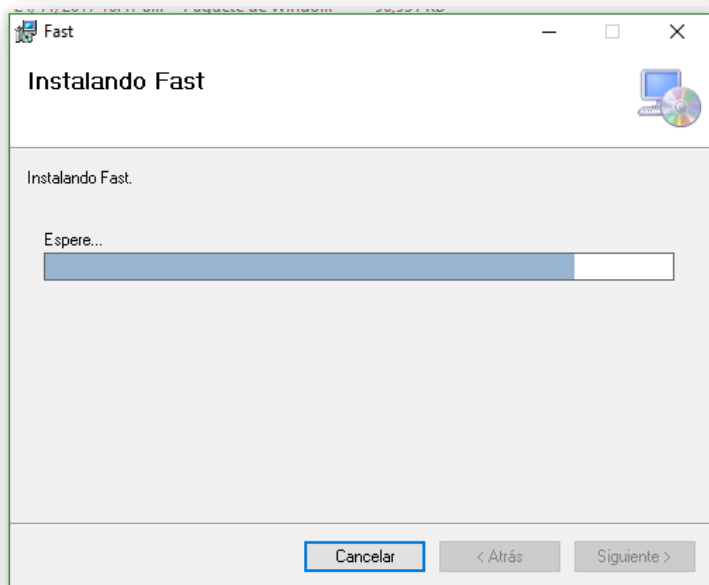 Fast
Instalando Fast
Instalando Fast.
Espere...
Cancelar
< Atrás
Siguiente >